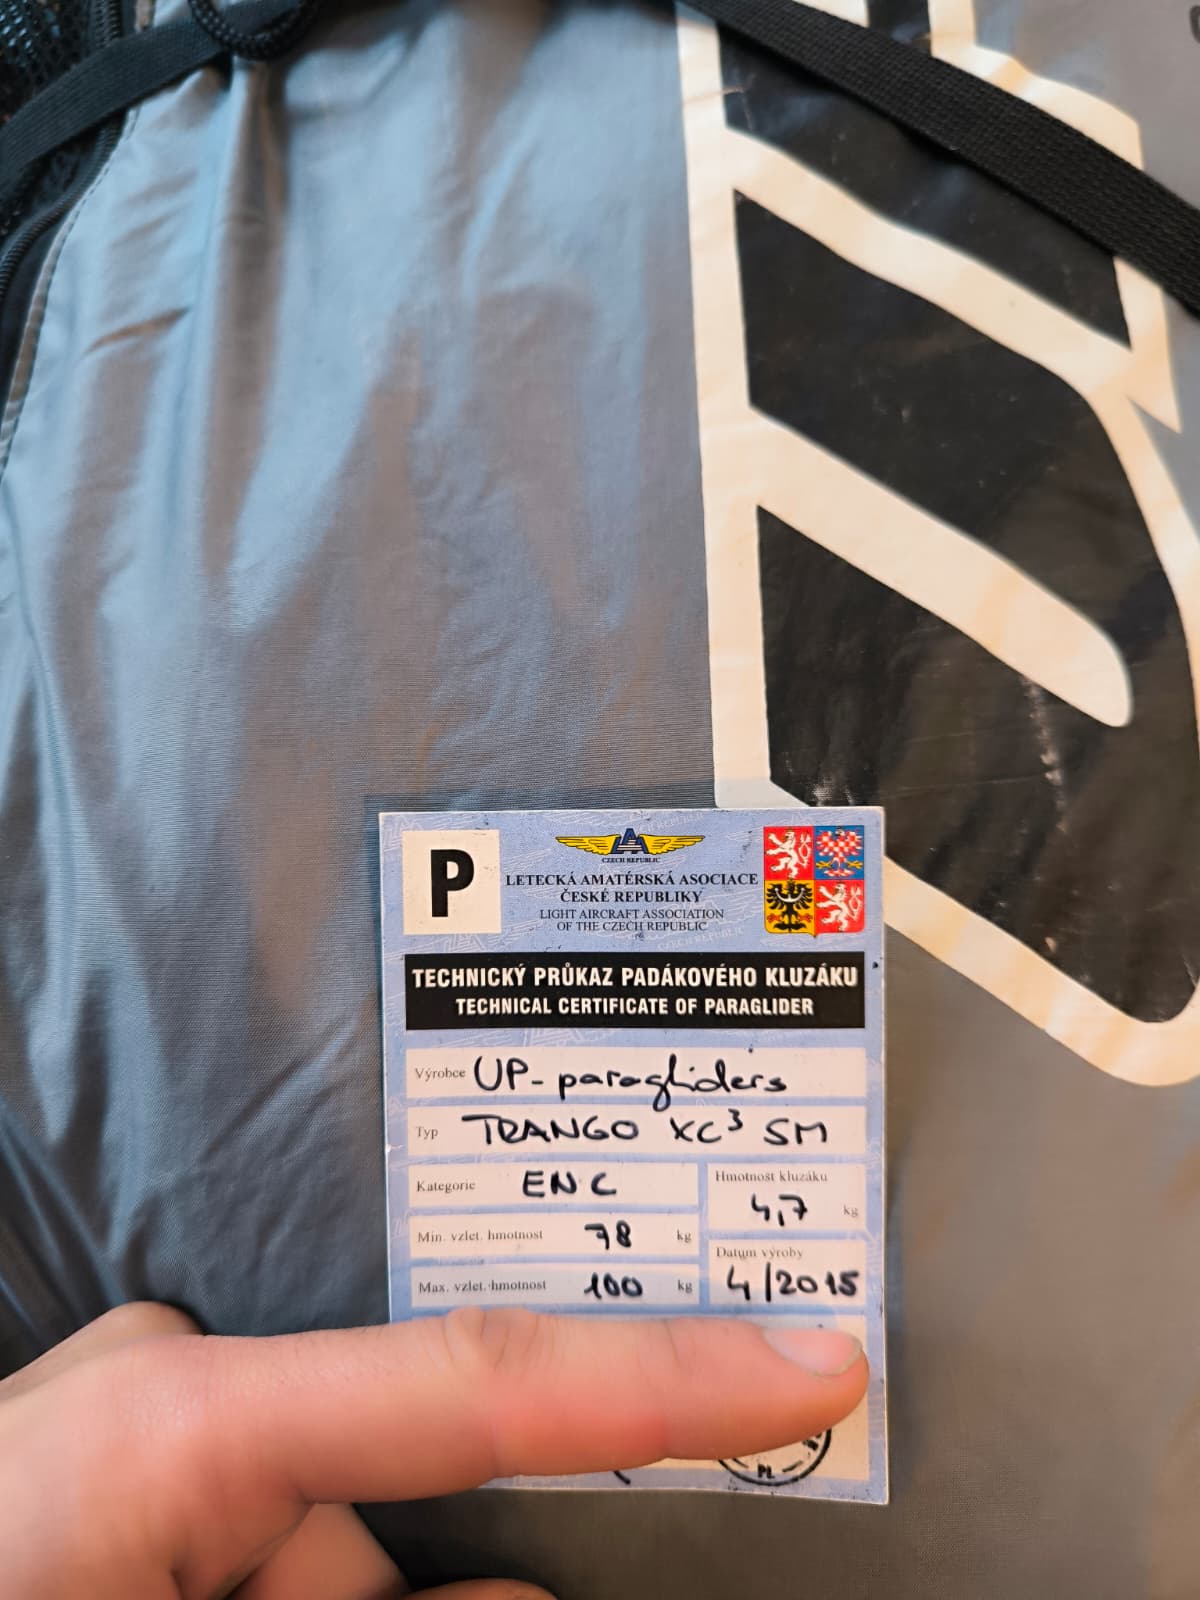 P
CZECH REPUBLIC
LETECKÁ AMATÉRSKÁ ASOCIACE
ČESKÉ REPUBLIKY
LIGHT AIRCRAFT ASSOCIATION
OF THE CZECH REPUBLIC
TECHNICKÝ PRŮKAZ PADÁKOVÉHO KLUZÁKU
TECHNICAL CERTIFICATE OF PARAGLIDER
Výrobce UP-paragliders
Typ TRANGO XC³ SM
Kategorie EN C
Hmotnost kluzáku
4,7 kg
Min. vzlet. hmotnost 78 kg
Datum výroby
4/2015
Max. vzlet. hmotnost 100 kg
PL